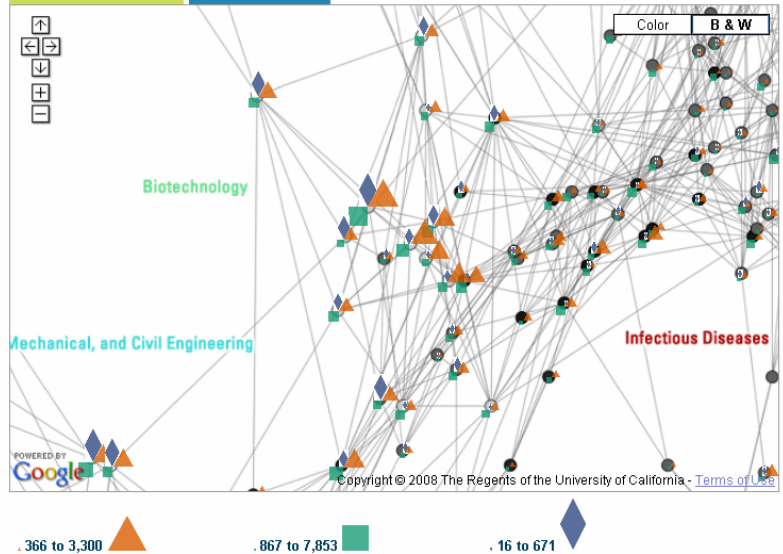 Color B & W
Biotechnology
Mechanical, and Civil Engineering
Infectious Diseases
POWERED BY
Google
Copyright © 2008 The Regents of the University of California - Terms of Use
366 to 3,300 867 to 7,853 16 to 671